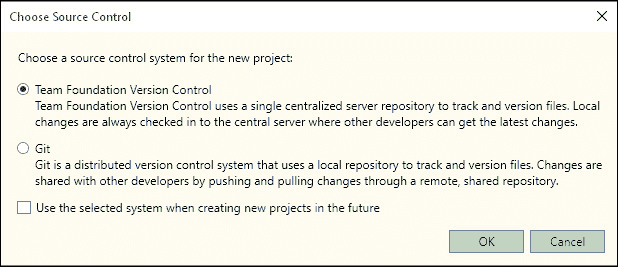 Choose Source Control
Choose a source control system for the new project:
Team Foundation Version Control
Team Foundation Version Control uses a single centralized server repository to track and version files. Local
changes are always checked in to the central server where other developers can get the latest changes.
Git
Git is a distributed version control system that uses a local repository to track and version files. Changes are
shared with other developers by pushing and pulling changes through a remote, shared repository.
Use the selected system when creating new projects in the future
OK Cancel